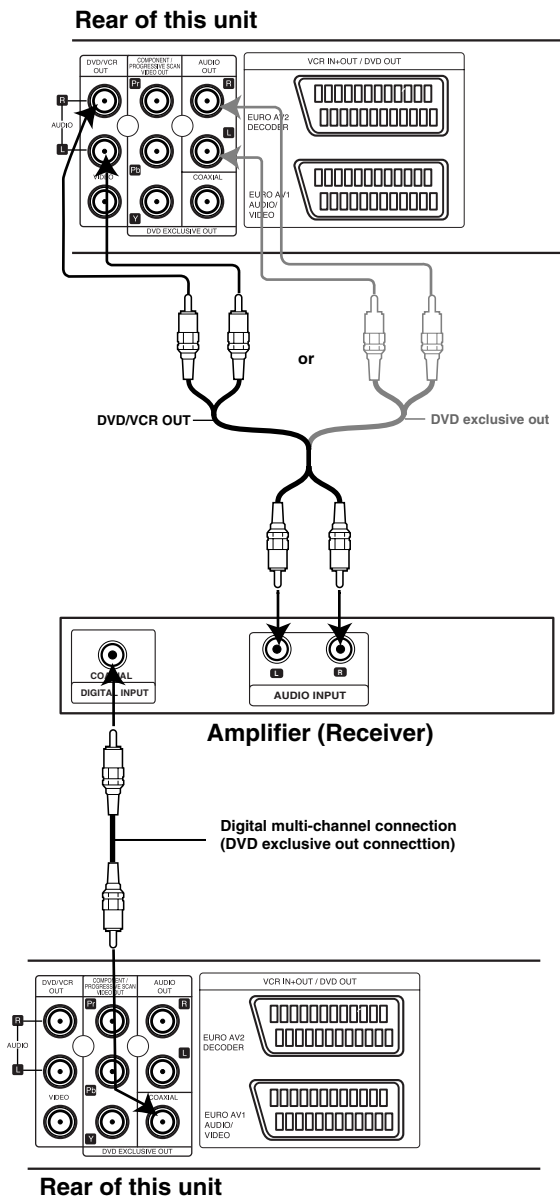 Rear of this unit
DVD/VCR
OUT
COMPONENT /
PROGRESSIVE SCAN
VIDEO OUT
AUDIO
OUT
VCR IN+OUT / DVD OUT
Pr
R
R
AUDIO
L
L
EURO AV2
DECODER
VIDEO
Pb
COAXIAL
EURO AV1
AUDIO/
VIDEO
Y
DVD EXCLUSIVE OUT
or
DVD/VCR OUT
DVD exclusive out
COAXIAL
DIGITAL INPUT
L
R
AUDIO INPUT
Amplifier (Receiver)
Digital multi-channel connection
(DVD exclusive out connecttion)
DVD/VCR
OUT
COMPONENT /
PROGRESSIVE SCAN
VIDEO OUT
AUDIO
OUT
VCR IN+OUT / DVD OUT
Pr
R
R
AUDIO
L
L
EURO AV2
DECODER
VIDEO
Pb
COAXIAL
EURO AV1
AUDIO/
VIDEO
Y
DVD EXCLUSIVE OUT
Rear of this unit